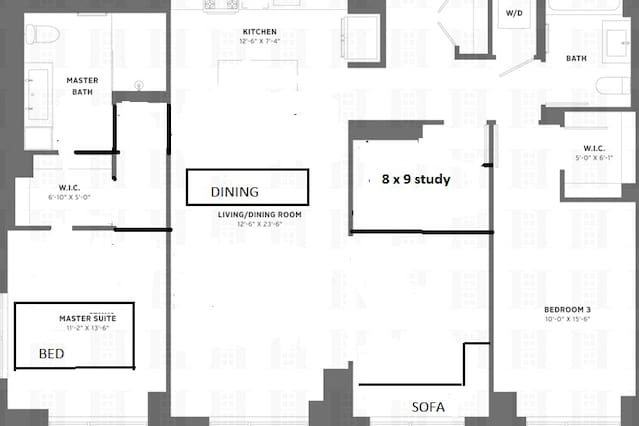 KITCHEN
12'-6" X 7'-4"
W/D
BATH
MASTER
BATH
W.I.C.
5'-0" X 6'-1"
8 x 9 study
W.I.C.
6'-10" X 5'-0"
DINING
LIVING/DINING ROOM
12'-6" X 23'-6"
BEDROOM 3
10'-0" X 15'-6"
MASTER SUITE
11'-2" X 13'-6"
BED
SOFA